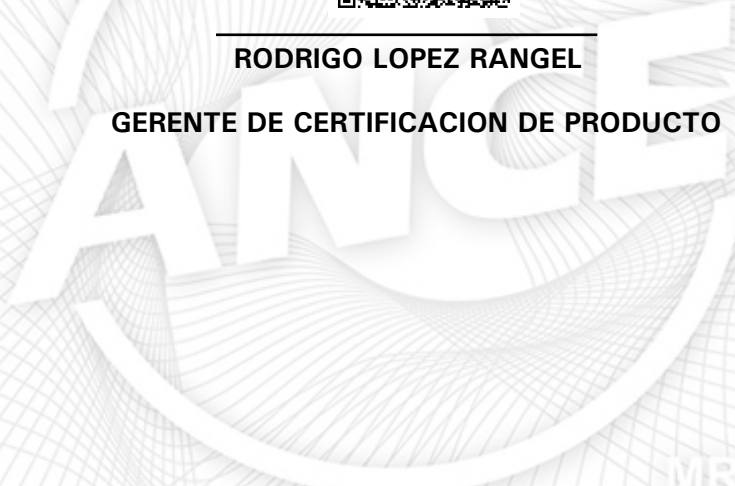 RODRIGO LOPEZ RANGEL
GERENTE DE CERTIFICACION DE PRODUCTO
ANCE
MR